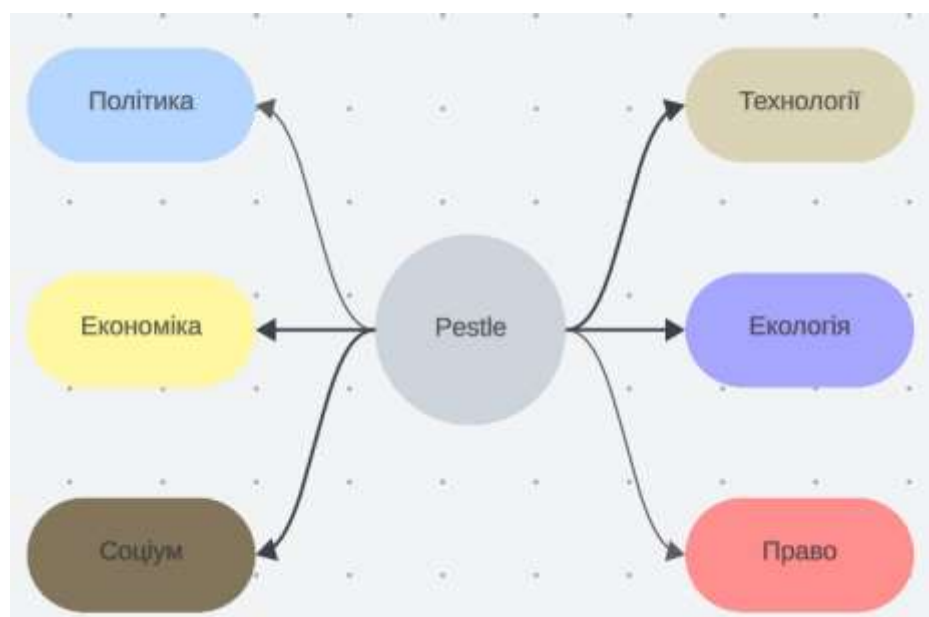 Політика
Технології
Економіка
Pestle
Екологія
Соціум
Право